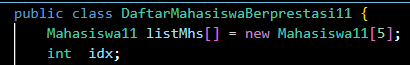 public class DaftarMahasiswaBerprestasi11 {
Mahasiswa11 listMhs[] = new Mahasiswa11[5];
int idx;